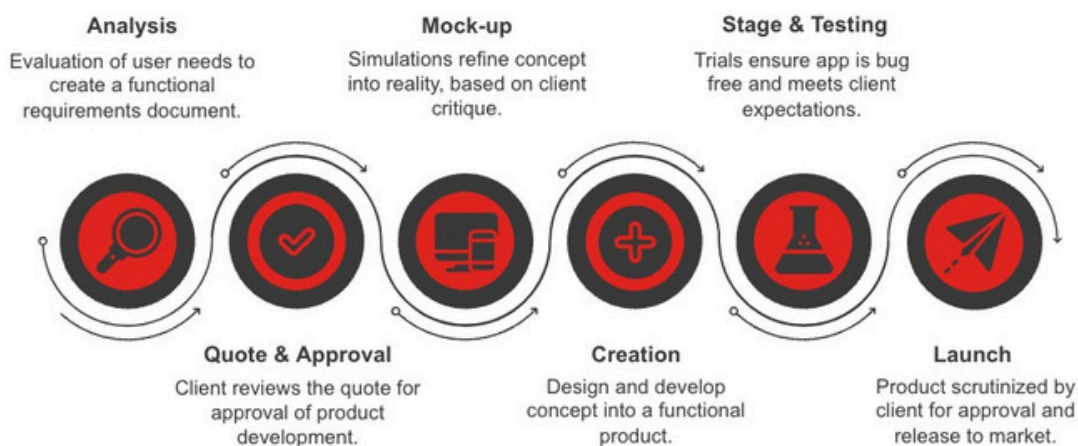 Analysis
Evaluation of user needs to
create a functional
requirements document.
Quote & Approval
Client reviews the quote for
approval of product
development.
Mock-up
Simulations refine concept
into reality, based on client
critique.
Creation
Design and develop
concept into a functional
product.
Stage & Testing
Trials ensure app is bug
free and meets client
expectations.
Launch
Product scrutinized by
client for approval and
release to market.